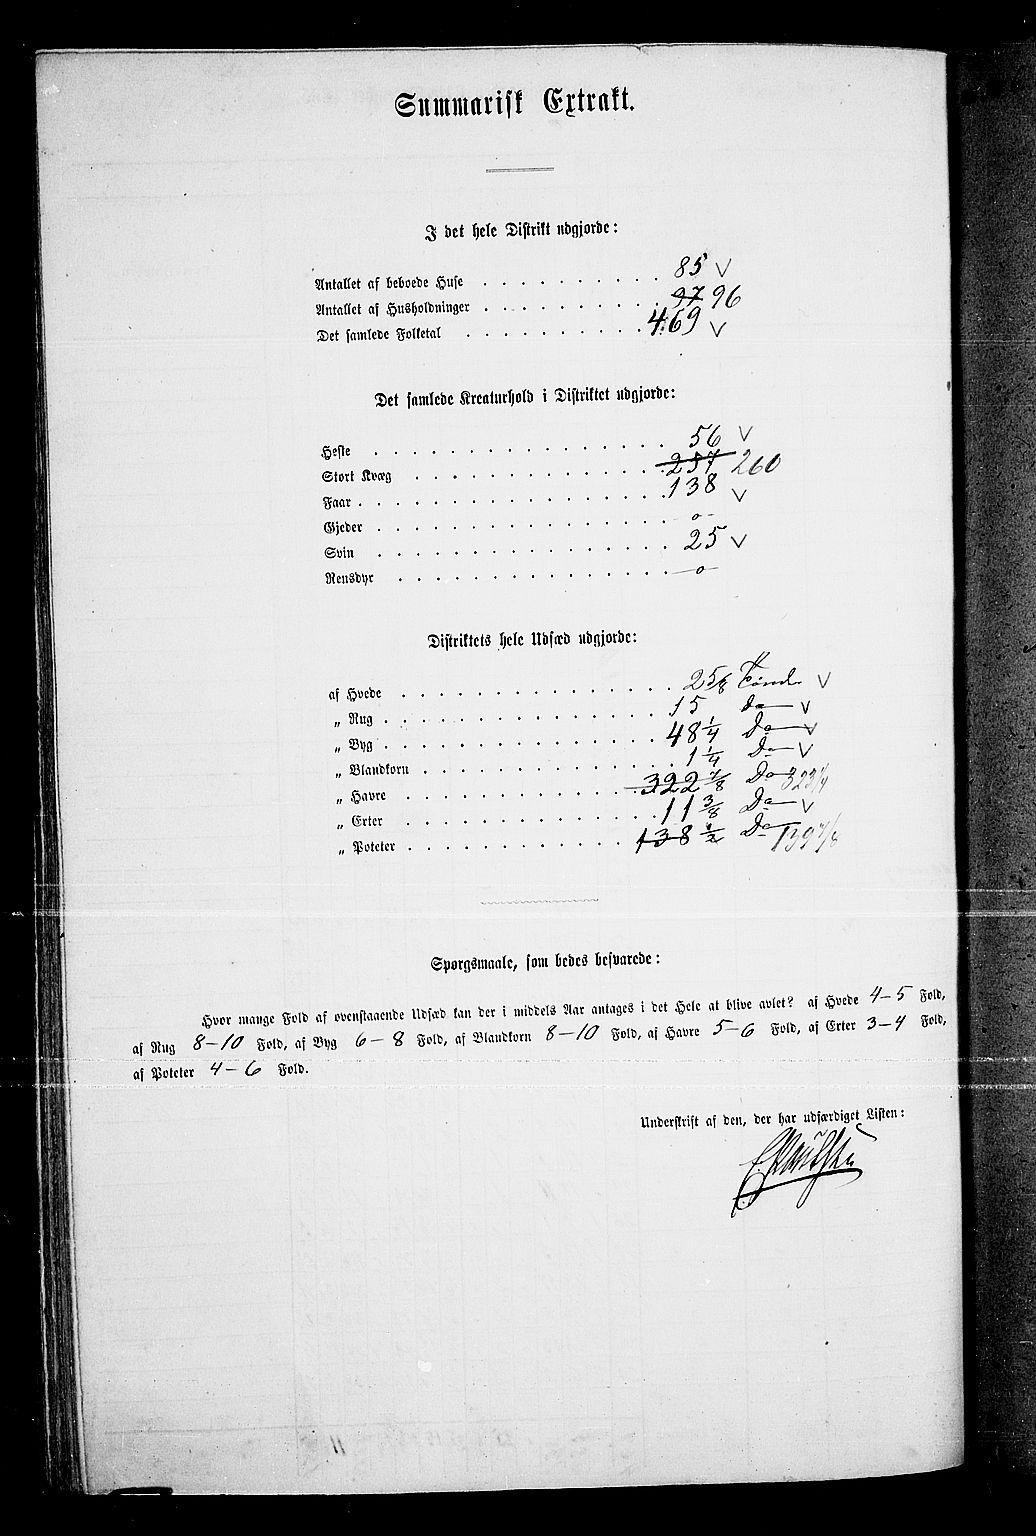 Summarisk Extrakt.
I det hele Distrikt udgjorde:
Antallet af beboede Huse . . . . . . . . . 85 V
Antallet af Husholdninger . . . . . . . . . 97 96
Det samlede Folketal . . . . . . . . . 469 V
Det samlede Kreaturhold i Distriktet udgjorde:
Heste . . . . . . . . . 56 V
Stort Kvæg . . . . . . . . . 257 260
Faar . . . . . . . . . 138 V
Gjeder . . . . . . . . . o
Svin . . . . . . . . . 25 V
Rensdyr . . . . . . . . . o
Distriktets hele Udsæd udgjorde:
af Hvede . . . . . . . . . 2 5/8 Tønder V
„ Rug . . . . . . . . . 15 do V
„ Byg . . . . . . . . . 48 1/4 Do V
„ Blandkorn . . . . . . . . . 1 1/4 Do V
„ Havre . . . . . . . . . 322 7/8 Do 323 1/4
„ Erter . . . . . . . . . 11 3/8 Do V
„ Poteter . . . . . . . . . 138 1/2 Do 139 7/8
Spørgsmaale, som bedes besvarede:
Hvor mange Fold af ovenstaaende Udsæd kan der i middels Aar antages i det Hele at blive avlet? af Hvede 4–5 Fold,
af Rug 8–10 Fold, af Byg 6–8 Fold, af Blandkorn 8–10 Fold, af Havre 5–6 Fold, af Erter 3–4 Fold,
af Poteter 4–6 Fold.
Underskrift af den, der har udfærdiget Listen: